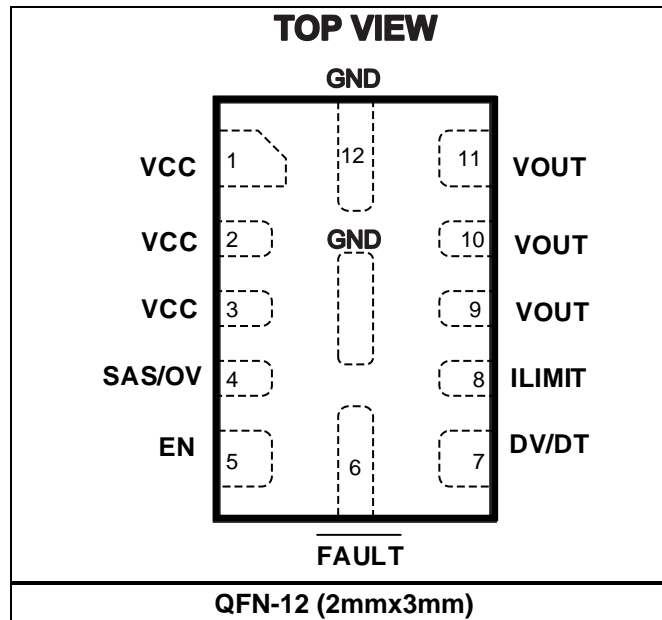 TOP VIEW
GND
VCC 1 12 11 VOUT
VCC 2 GND 10 VOUT
VCC 3 9 VOUT
SAS/OV 4 8 ILIMIT
EN 5 6 7 DV/DT
FAULT
QFN-12 (2mmx3mm)